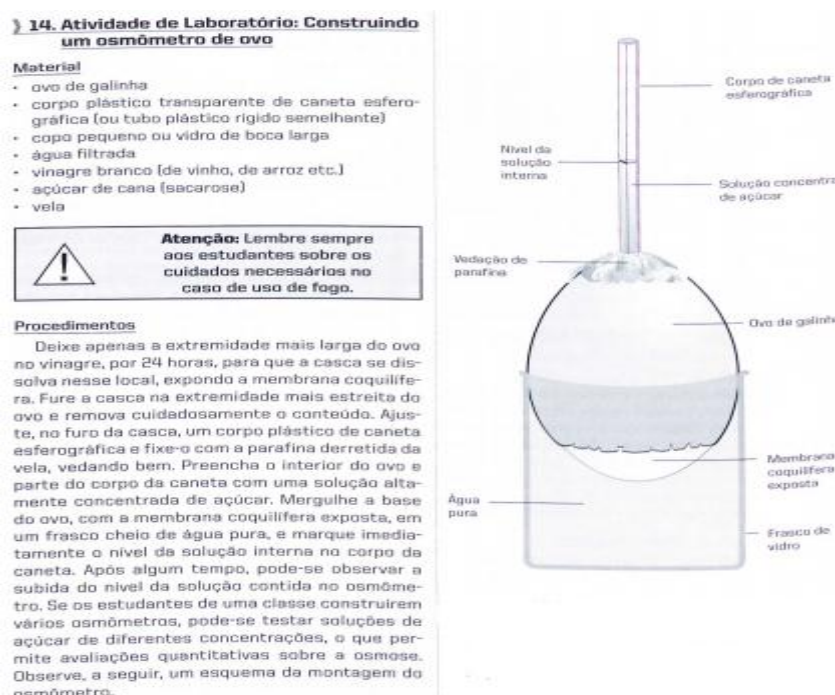 14. Atividade de Laboratório: Construindo
um osmômetro de ovo
Material
• ovo de galinha
• corpo plástico transparente de caneta esfero-
gráfica (ou tubo plástico rígido semelhante)
• copo pequeno ou vidro de boca larga
• água filtrada
• vinagre branco (de vinho, de arroz etc.)
• açúcar de cana (sacarose)
• vela
Atenção: Lembre sempre
aos estudantes sobre os
cuidados necessários no
caso de uso de fogo.
Procedimentos
Deixe apenas a extremidade mais larga do ovo
no vinagre, por 24 horas, para que a casca se dis-
solva nesse local, expondo a membrana coquilífe-
ra. Fure a casca na extremidade mais estreita do
ovo e remova cuidadosamente o conteúdo. Ajus-
te, no furo da casca, um corpo plástico de caneta
esferográfica e fixe-o com a parafina derretida da
vela, vedando bem. Preencha o interior do ovo e
parte do corpo da caneta com uma solução alta-
mente concentrada de açúcar. Mergulhe a base
do ovo, com a membrana coquilífera exposta, em
um frasco cheio de água pura, e marque imedia-
tamente o nível da solução interna no corpo da
caneta. Após algum tempo, pode-se observar a
subida do nível da solução contida no osmôme-
tro. Se os estudantes de uma classe construírem
vários osmômetros, pode-se testar soluções de
açúcar de diferentes concentrações, o que per-
mite avaliações quantitativas sobre a osmose.
Observe, a seguir, um esquema da montagem do
osmômetro.
Corpo de caneta
esferográfica
Nível da
solução
interna
Solução concentra
de açúcar
Vedação de
parafina
Ovo de galinh
Membrana
coquilífera
exposta
Água
pura
Frasco de
vidro